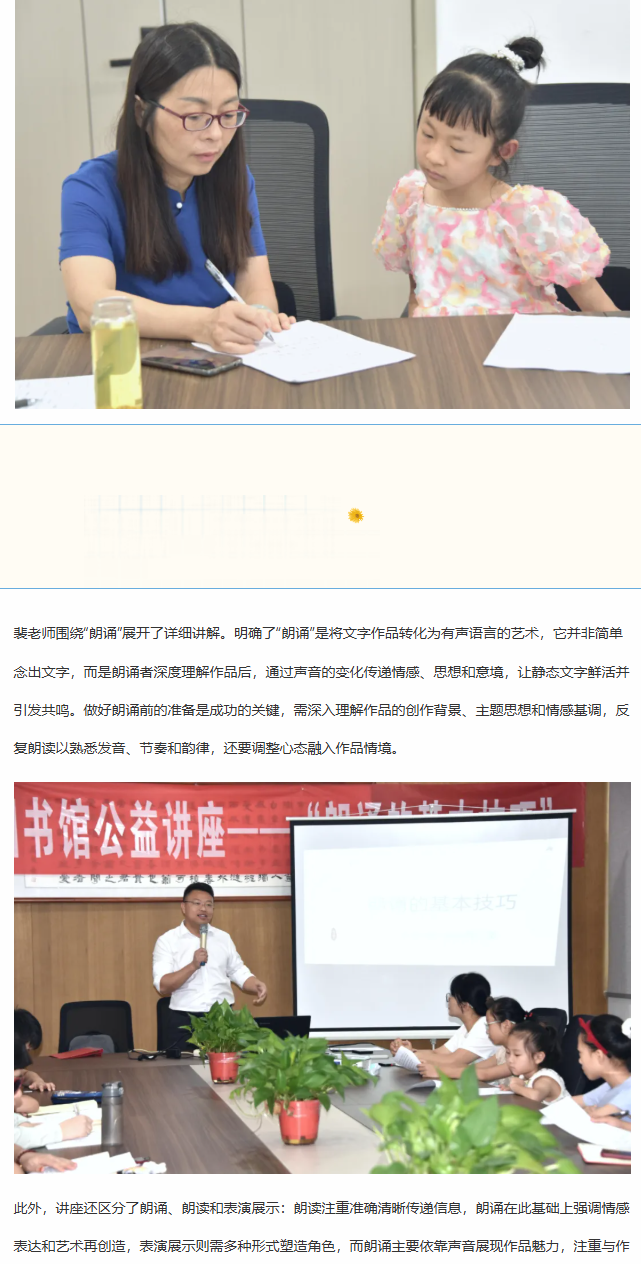 裴老师围绕“朗诵”展开了详细讲解。明确了“朗诵”是将文字作品转化为有声语言的艺术，它并非简单
念出文字，而是朗诵者深度理解作品后，通过声音的变化传递情感、思想和意境，让静态文字鲜活并
引发共鸣。做好朗诵前的准备是成功的关键，需深入理解作品的创作背景、主题思想和情感基调，反
复朗读以熟悉发音、节奏和韵律，还要调整心态融入作品情境。
书馆公益讲座——“朗诵的基本技巧”
的基本技巧
此外，讲座还区分了朗诵、朗读和表演展示：朗读注重准确清晰传递信息，朗诵在此基础上强调情感
表达和艺术再创造，表演展示则需多种形式塑造角色，而朗诵主要依靠声音展现作品魅力，注重与作